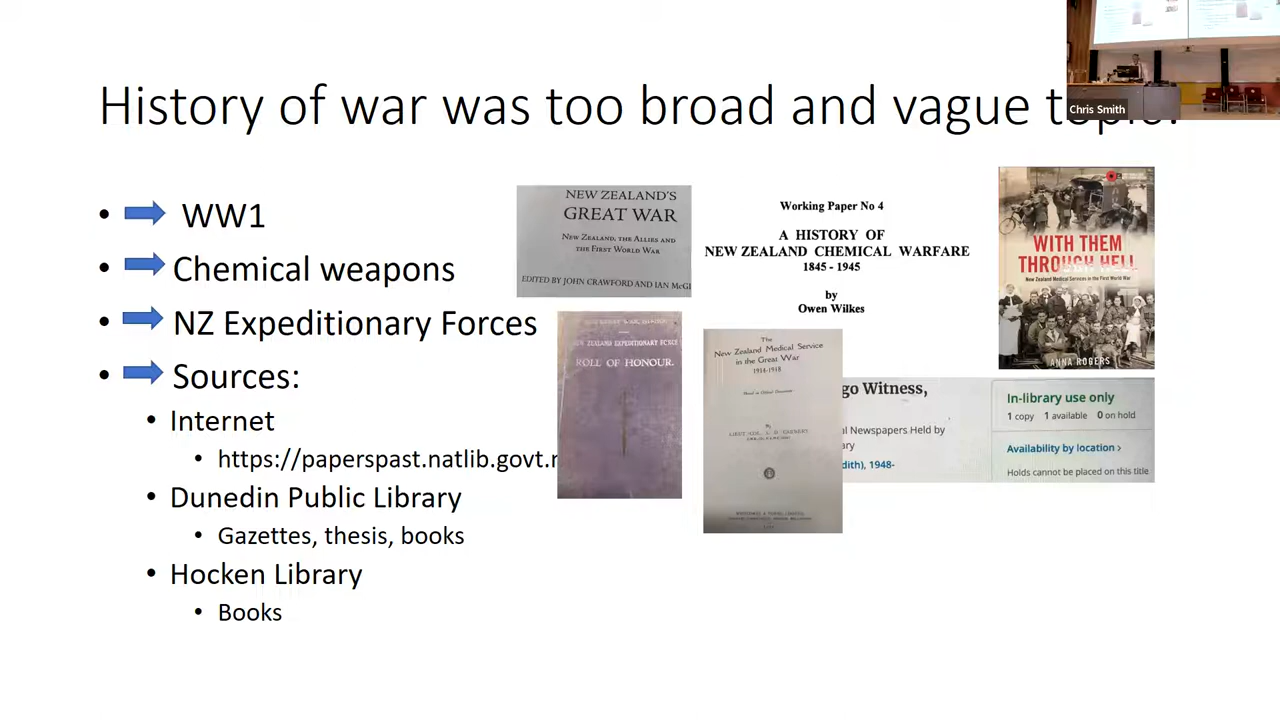 History of war was too broad and vague topic.
Chris Smith
WW1
Chemical weapons
NZ Expeditionary Forces
Sources:
Internet
https://paperspast.natlib.govt.
Dunedin Public Library
Gazettes, thesis, books
Hocken Library
Books
NEW ZEALAND'S
GREAT WAR
NEW ZEALAND, THE ALLIES AND
THE FIRST WORLD WAR
EDITED BY JOHN CRAWFORD AND IAN McG
Working Paper No 4
A HISTORY OF
NEW ZEALAND CHEMICAL WARFARE
1845 - 1945
by
Owen Wilkes
WITH THEM
THROUGH HELL
New Zealand Medical Services in the First World War
ANNA ROGERS
NEW ZEALAND EXPEDITIONARY FORCE
ROLL OF HONOUR.
The
New Zealand Medical Service
in the Great War
1914-1918
By
go Witness,
al Newspapers Held by
ary
dith), 1948-
In-library use only
1 copy 1 available 0 on hold
Availability by location >
Holds cannot be placed on this title